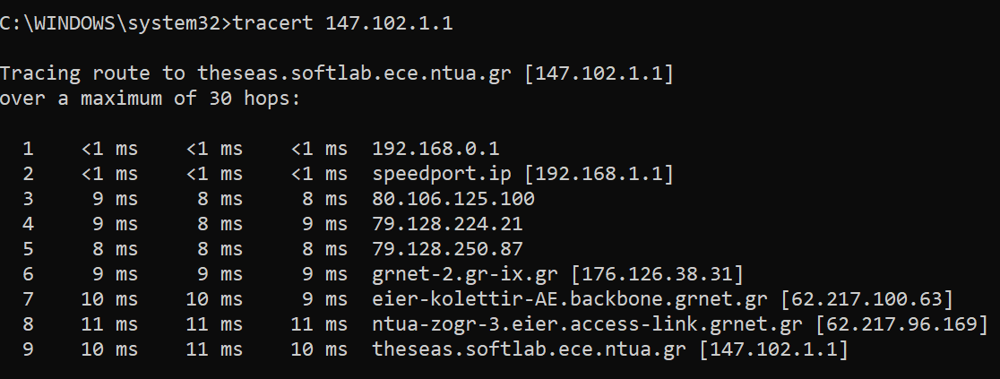 C:\WINDOWS\system32>tracert 147.102.1.1
Tracing route to theseas.softlab.ece.ntua.gr [147.102.1.1]
over a maximum of 30 hops:
1 <1 ms <1 ms <1 ms 192.168.0.1
2 <1 ms <1 ms <1 ms speedport.ip [192.168.1.1]
3 9 ms 8 ms 8 ms 80.106.125.100
4 9 ms 8 ms 9 ms 79.128.224.21
5 8 ms 8 ms 8 ms 79.128.250.87
6 9 ms 9 ms 9 ms grnet-2.gr-ix.gr [176.126.38.31]
7 10 ms 10 ms 9 ms eier-kolettir-AE.backbone.grnet.gr [62.217.100.63]
8 11 ms 11 ms 11 ms ntua-zogr-3.eier.access-link.grnet.gr [62.217.96.169]
9 10 ms 11 ms 10 ms theseas.softlab.ece.ntua.gr [147.102.1.1]